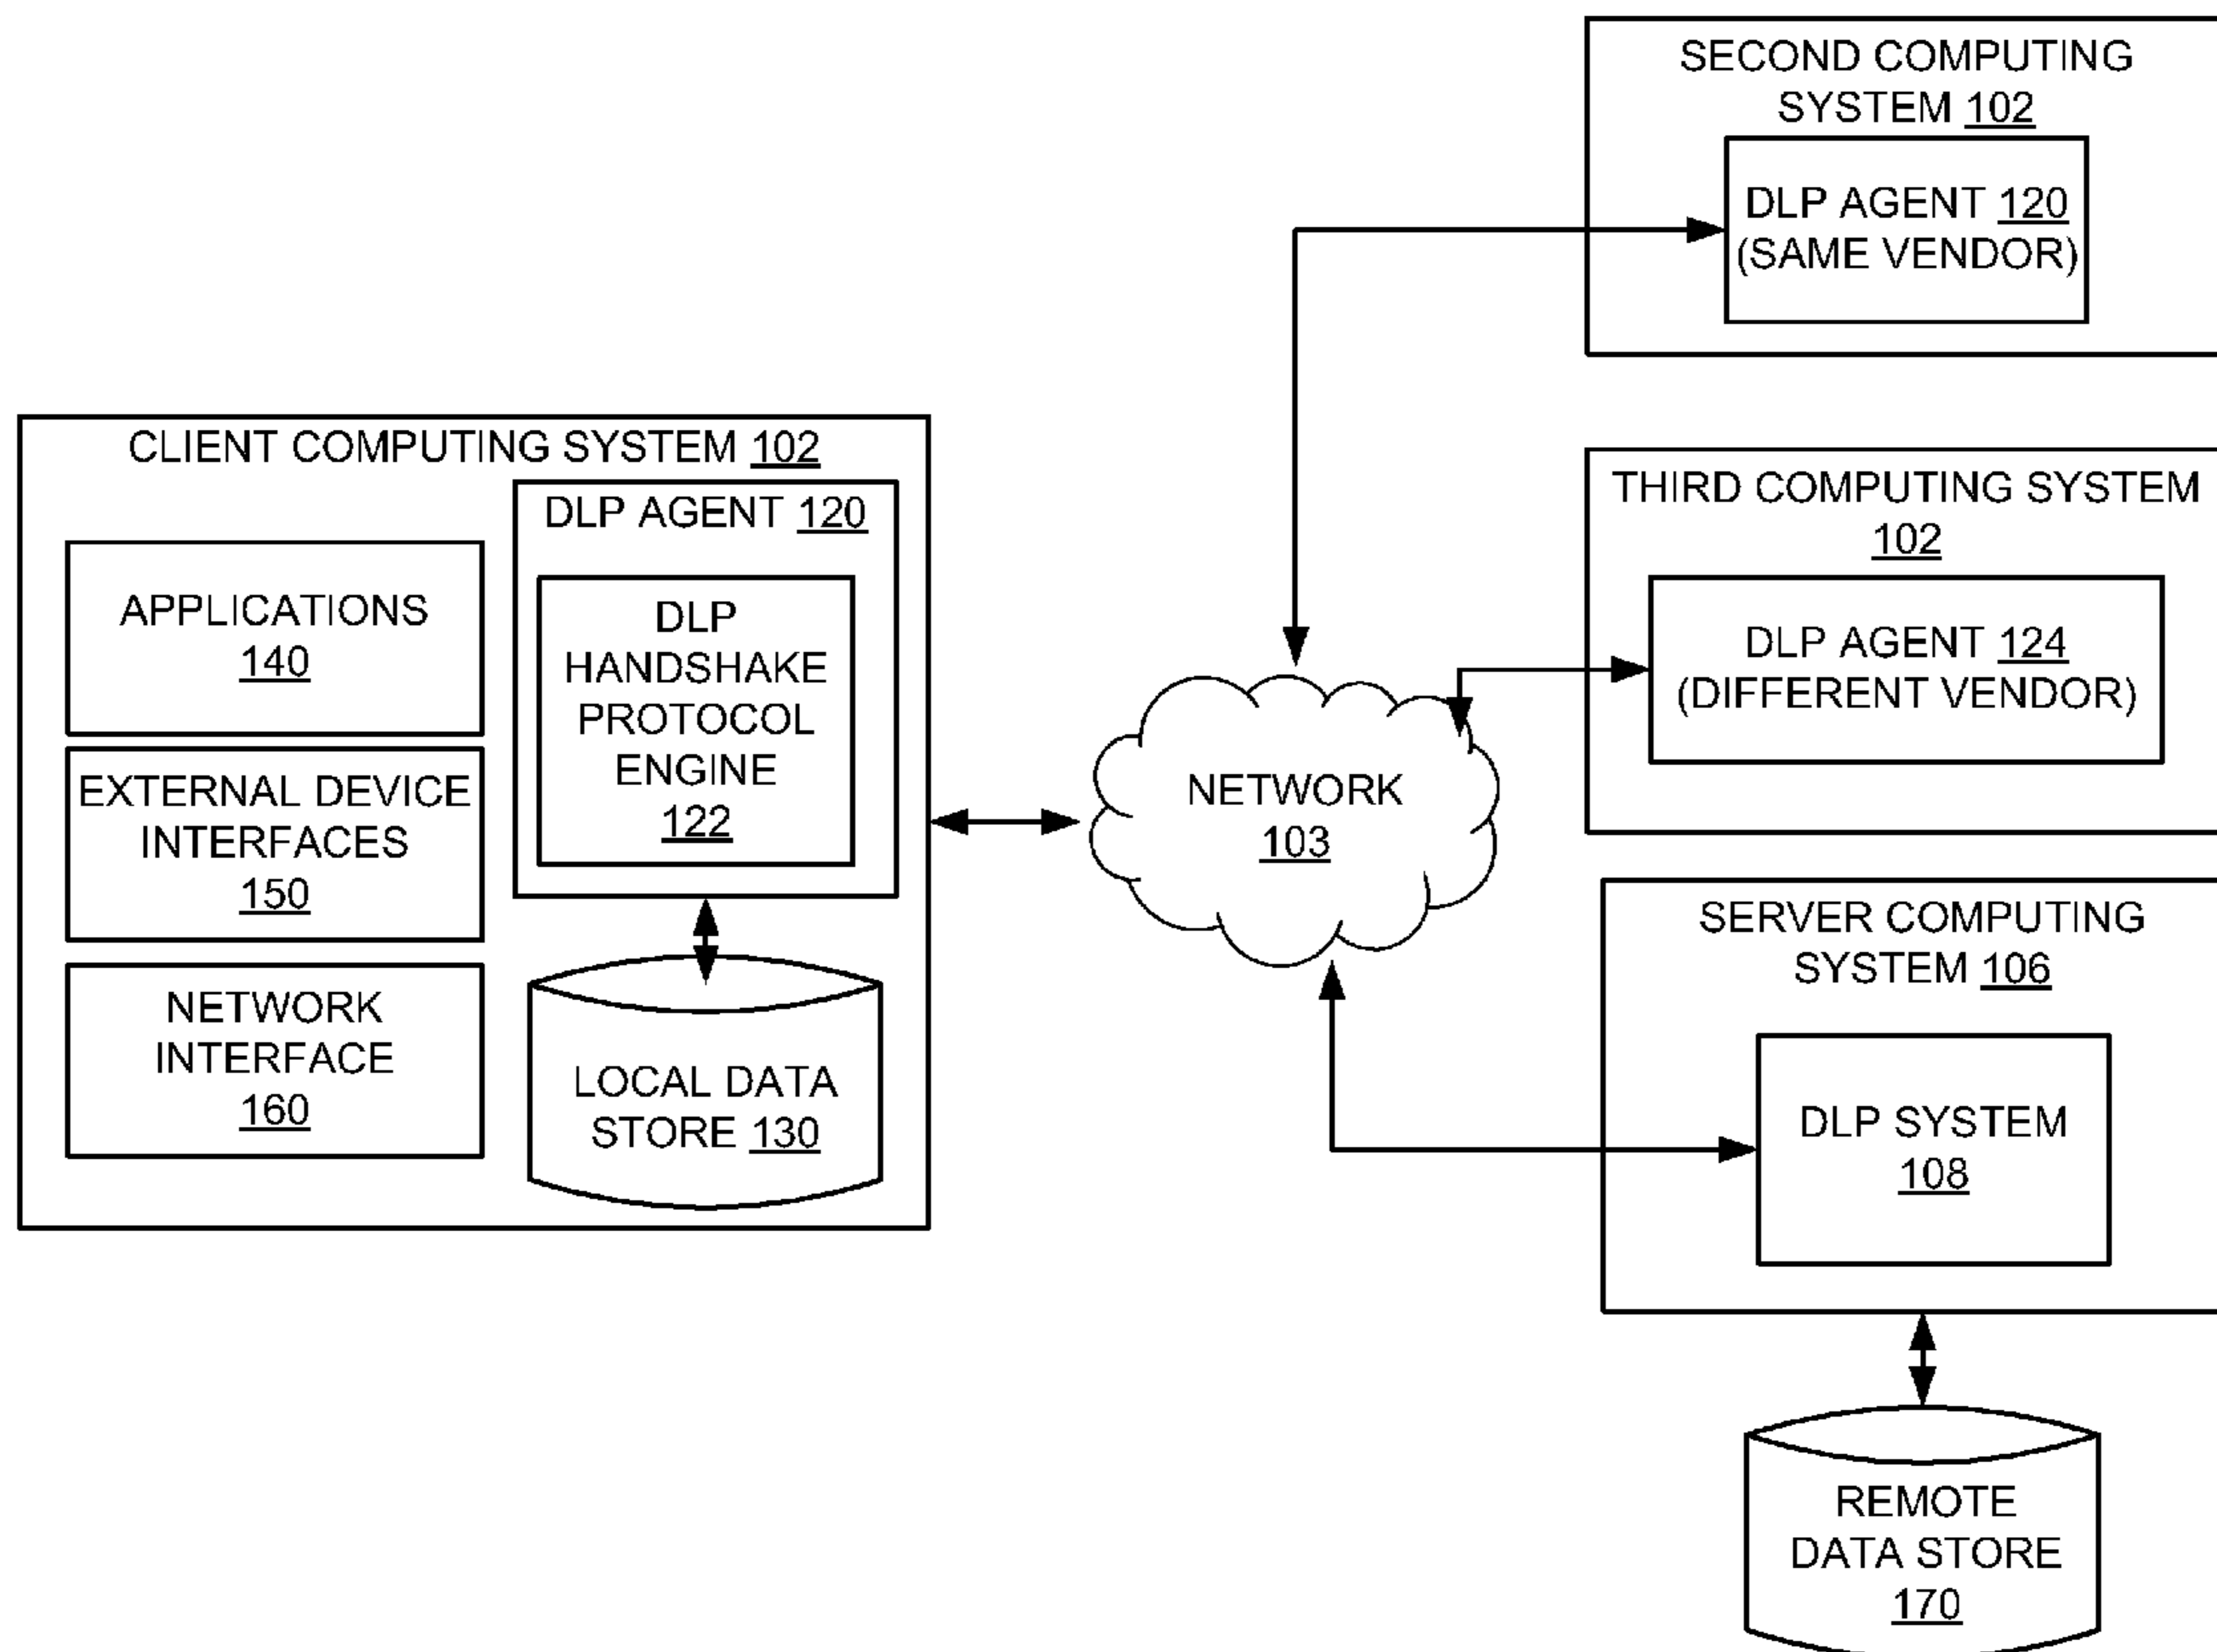 CLIENT COMPUTING SYSTEM 102
APPLICATIONS
140
EXTERNAL DEVICE
INTERFACES
150
NETWORK
INTERFACE
160
DLP AGENT 120
DLP
HANDSHAKE
PROTOCOL
ENGINE
122
LOCAL DATA
STORE 130
NETWORK
103
SECOND COMPUTING
SYSTEM 102
DLP AGENT 120
(SAME VENDOR)
THIRD COMPUTING SYSTEM
102
DLP AGENT 124
(DIFFERENT VENDOR)
SERVER COMPUTING
SYSTEM 106
DLP SYSTEM
108
REMOTE
DATA STORE
170